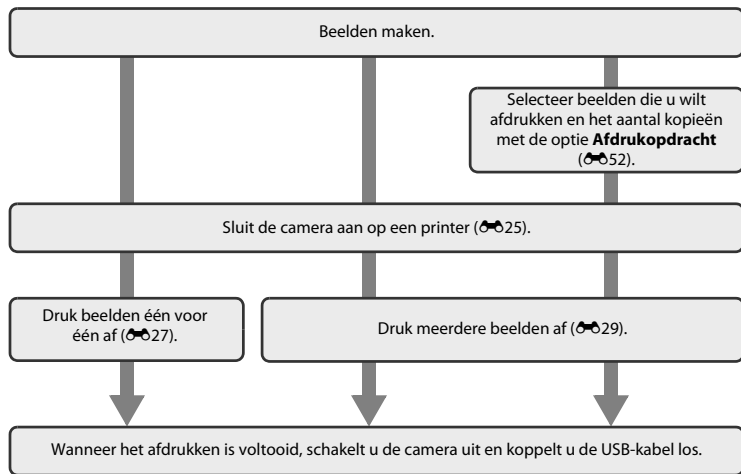 Beelden maken.
Selecteer beelden die u wilt
afdrukken en het aantal kopieën
met de optie Afdrukopdracht
(52).
Sluit de camera aan op een printer (25).
Druk beelden één voor
één af (27).
Druk meerdere beelden af (29).
Wanneer het afdrukken is voltooid, schakelt u de camera uit en koppelt u de USB-kabel los.